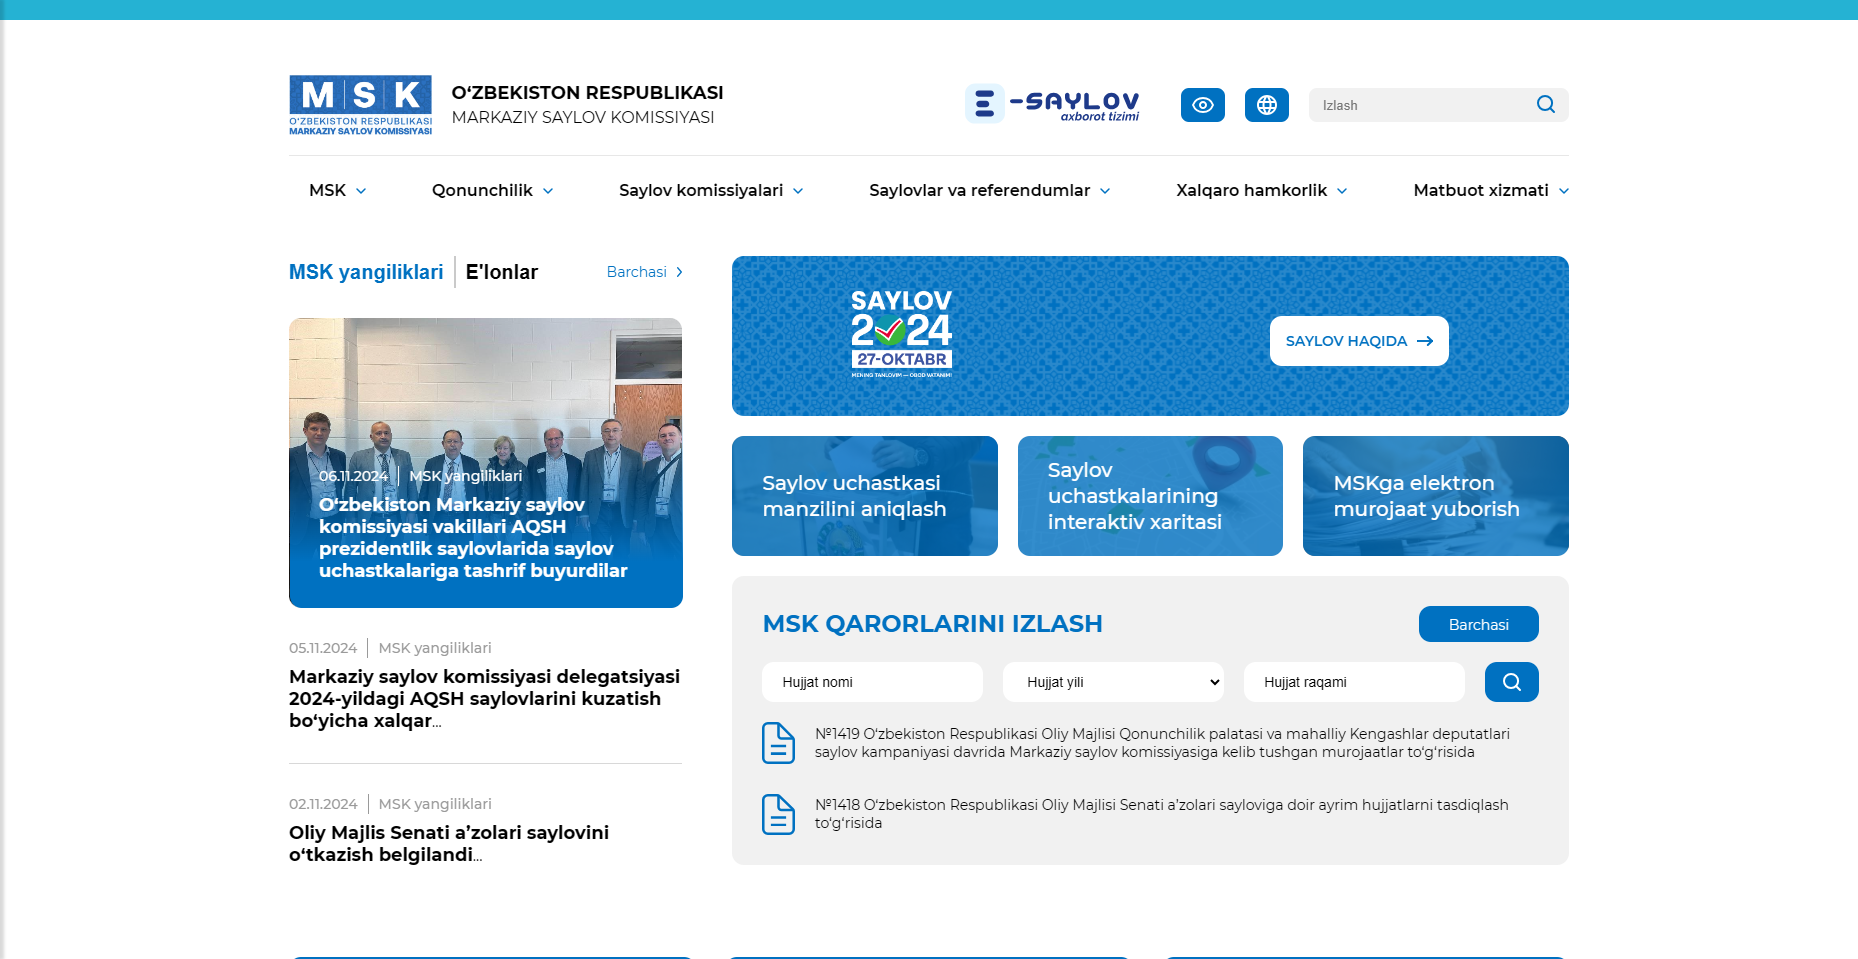 MSK
O‘ZBEKISTON RESPUBLIKASI
MARKAZIY SAYLOV KOMISSIYASI
O‘ZBEKISTON RESPUBLIKASI
MARKAZIY SAYLOV KOMISSIYASI
E-SAYLOV
axborot tizimi
Izlash
MSK
Qonunchilik
Saylov komissiyalari
Saylovlar va referendumlar
Xalqaro hamkorlik
Matbuot xizmati
MSK yangiliklari
E'lonlar
Barchasi
06.11.2024 MSK yangiliklari
O‘zbekiston Markaziy saylov
komissiyasi vakillari AQSH
prezidentlik saylovlarida saylov
uchastkalariga tashrif buyurdilar
05.11.2024 MSK yangiliklari
Markaziy saylov komissiyasi delegatsiyasi
2024-yildagi AQSH saylovlarini kuzatish
bo‘yicha xalqar...
02.11.2024 MSK yangiliklari
Oliy Majlis Senati a’zolari saylovini
o‘tkazish belgilandi...
SAYLOV
2024
27-OKTABR
MENING TANLOVIM — OBOD VATANIM!
SAYLOV HAQIDA
Saylov uchastkasi
manzilini aniqlash
Saylov
uchastkalarining
interaktiv xaritasi
MSKga elektron
murojaat yuborish
MSK QARORLARINI IZLASH
Barchasi
Hujjat nomi
Hujjat yili
Hujjat raqami
№1419 O‘zbekiston Respublikasi Oliy Majlisi Qonunchilik palatasi va mahalliy Kengashlar deputatlari
saylov kampaniyasi davrida Markaziy saylov komissiyasiga kelib tushgan murojaatlar to‘g‘risida
№1418 O‘zbekiston Respublikasi Oliy Majlisi Senati a’zolari sayloviga doir ayrim hujjatlarni tasdiqlash
to‘g‘risida